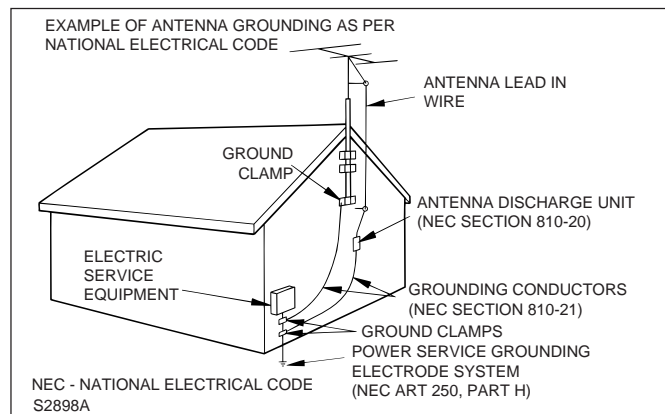 EXAMPLE OF ANTENNA GROUNDING AS PER
NATIONAL ELECTRICAL CODE
ANTENNA LEAD IN
WIRE
GROUND
CLAMP
ANTENNA DISCHARGE UNIT
(NEC SECTION 810-20)
ELECTRIC
SERVICE
EQUIPMENT
GROUNDING CONDUCTORS
(NEC SECTION 810-21)
GROUND CLAMPS
POWER SERVICE GROUNDING
ELECTRODE SYSTEM
(NEC ART 250, PART H)
NEC - NATIONAL ELECTRICAL CODE
S2898A